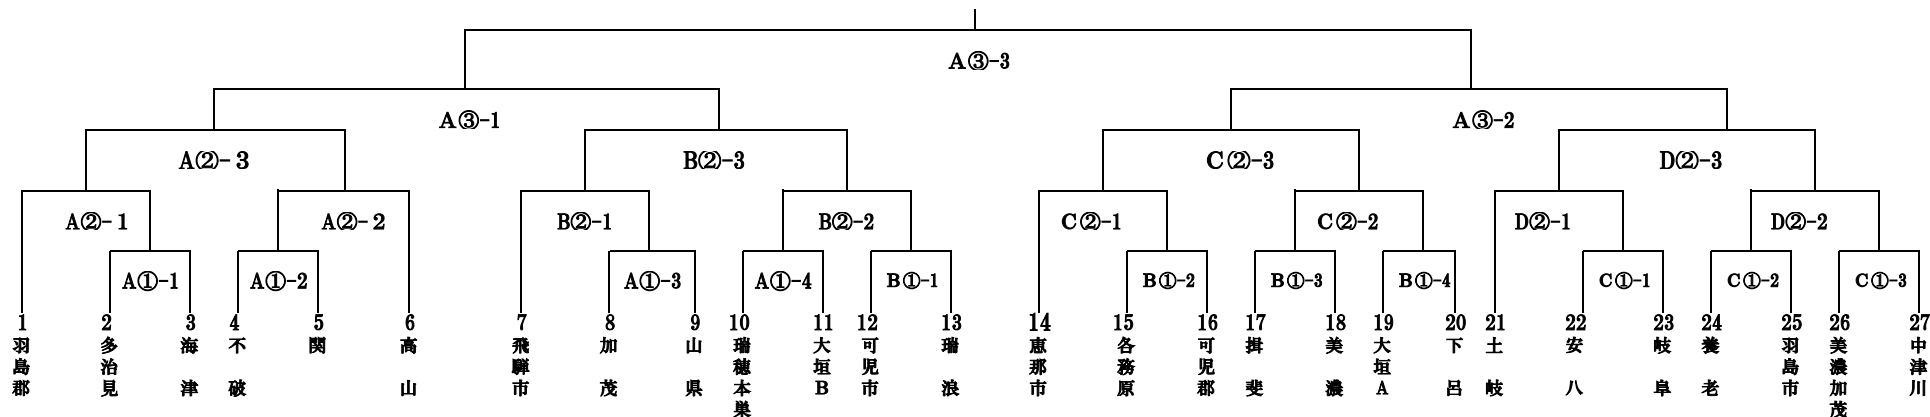 A③-3
A③-1
A③-2
A②-3
B②-3
C②-3
D②-3
A②-1
A②-2
B②-1
B②-2
C②-1
C②-2
D②-1
D②-2
A①-1
A①-2
A①-3
A①-4
B①-1
B①-2
B①-3
B①-4
C①-1
C①-2
C①-3
1
羽島郡
2
多治見
3
海津
4
不破
5
関
6
高山
7
飛騨市
8
加茂
9
山県
10
瑞穂本巣
11
大垣B
12
可児市
13
瑞浪
14
恵那市
15
各務原
16
可児郡
17
揖斐
18
美濃
19
大垣A
20
下呂
21
土岐
22
安八
23
岐阜
24
養老
25
羽島市
26
美濃加茂
27
中津川